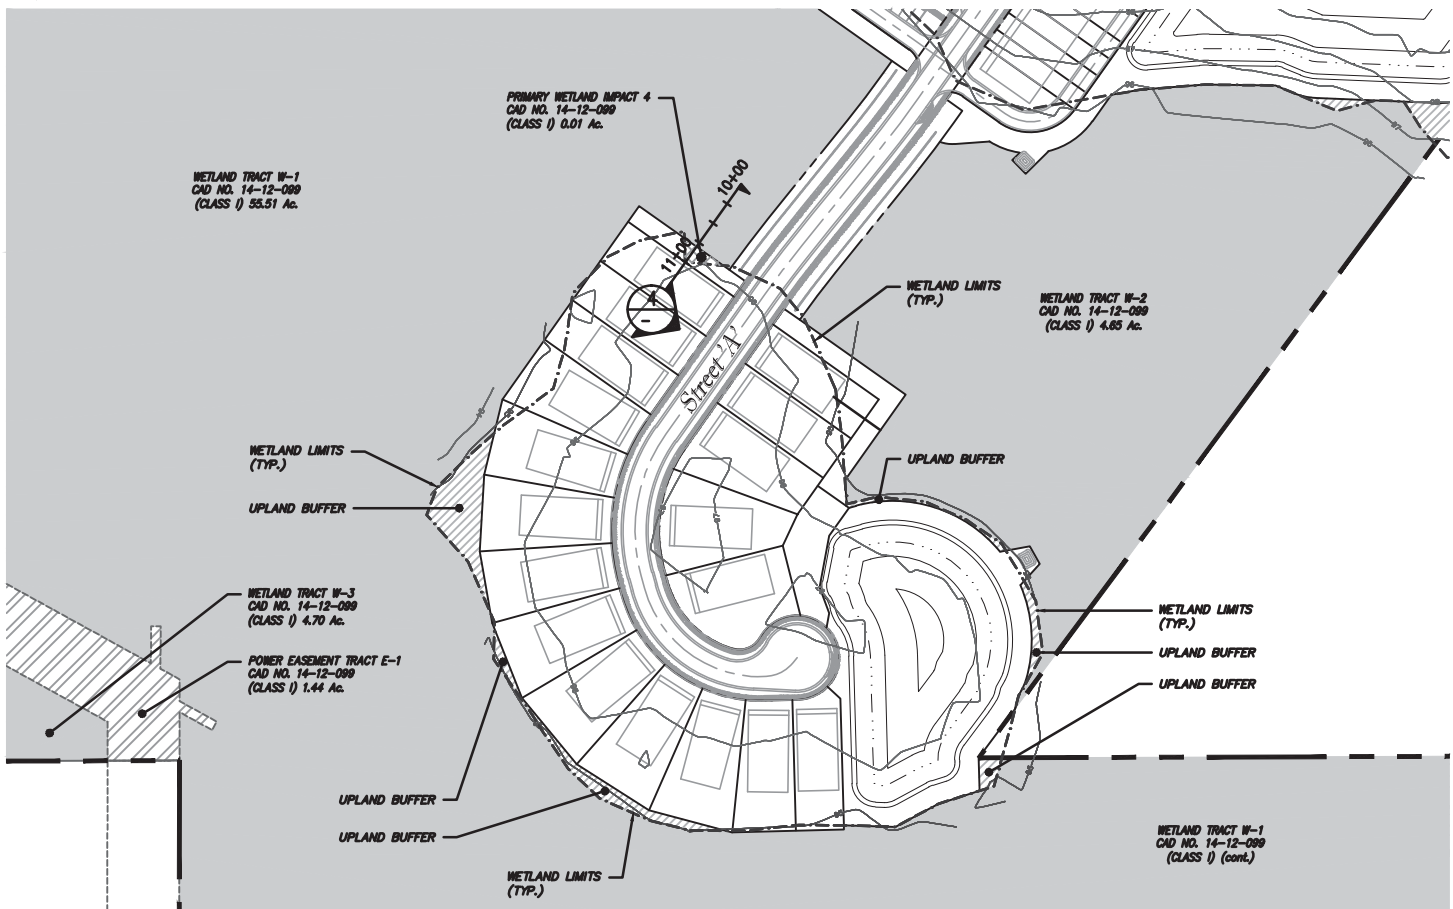 PRIMARY WETLAND IMPACT 4
CAD NO. 14-12-099
(CLASS I) 0.01 Ac.
WETLAND TRACT W-1
CAD NO. 14-12-099
(CLASS I) 55.51 Ac.
10+00
11+00
4
-
WETLAND LIMITS
(TYP.)
WETLAND TRACT W-2
CAD NO. 14-12-099
(CLASS I) 4.65 Ac.
Street 'A'
WETLAND LIMITS
(TYP.)
UPLAND BUFFER
UPLAND BUFFER
WETLAND TRACT W-3
CAD NO. 14-12-099
(CLASS I) 4.70 Ac.
WETLAND LIMITS
(TYP.)
UPLAND BUFFER
POWER EASEMENT TRACT E-1
CAD NO. 14-12-099
(CLASS I) 1.44 Ac.
UPLAND BUFFER
UPLAND BUFFER
UPLAND BUFFER
WETLAND TRACT W-1
CAD NO. 14-12-099
(CLASS I) (cont.)
WETLAND LIMITS
(TYP.)